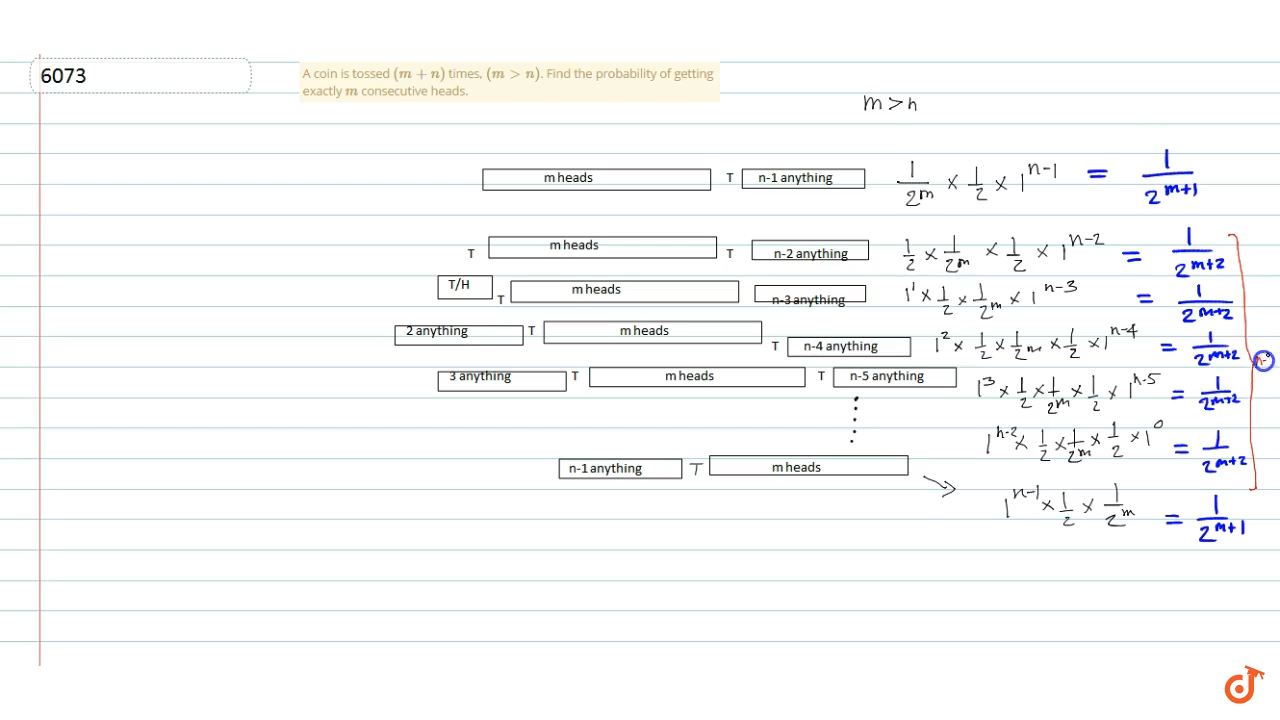 6073
A coin is tossed (m + n) times, (m > n). Find the probability of getting
exactly m consecutive heads.
m > n
m heads T n-1 anything 1/2^m × 1/2 × 1^(n-1) = 1/2^(m+1)
T m heads T n-2 anything 1/2 × 1/2^m × 1/2 × 1^(n-2) = 1/2^(m+2)
T/H T m heads n-3 anything 1^1 × 1/2 × 1/2^m × 1^(n-3) = 1/2^(m+2)
2 anything T m heads T n-4 anything 1^2 × 1/2 × 1/2^m × 1/2 × 1^(n-4) = 1/2^(m+2)
3 anything T m heads T n-5 anything 1^3 × 1/2 × 1/2^m × 1/2 × 1^(n-5) = 1/2^(m+2)
1^(n-2) × 1/2 × 1/2^m × 1/2 × 1^0 = 1/2^(m+2)
n-1 anything T m heads 1^(n-1) × 1/2 × 1/2^m = 1/2^(m+1)